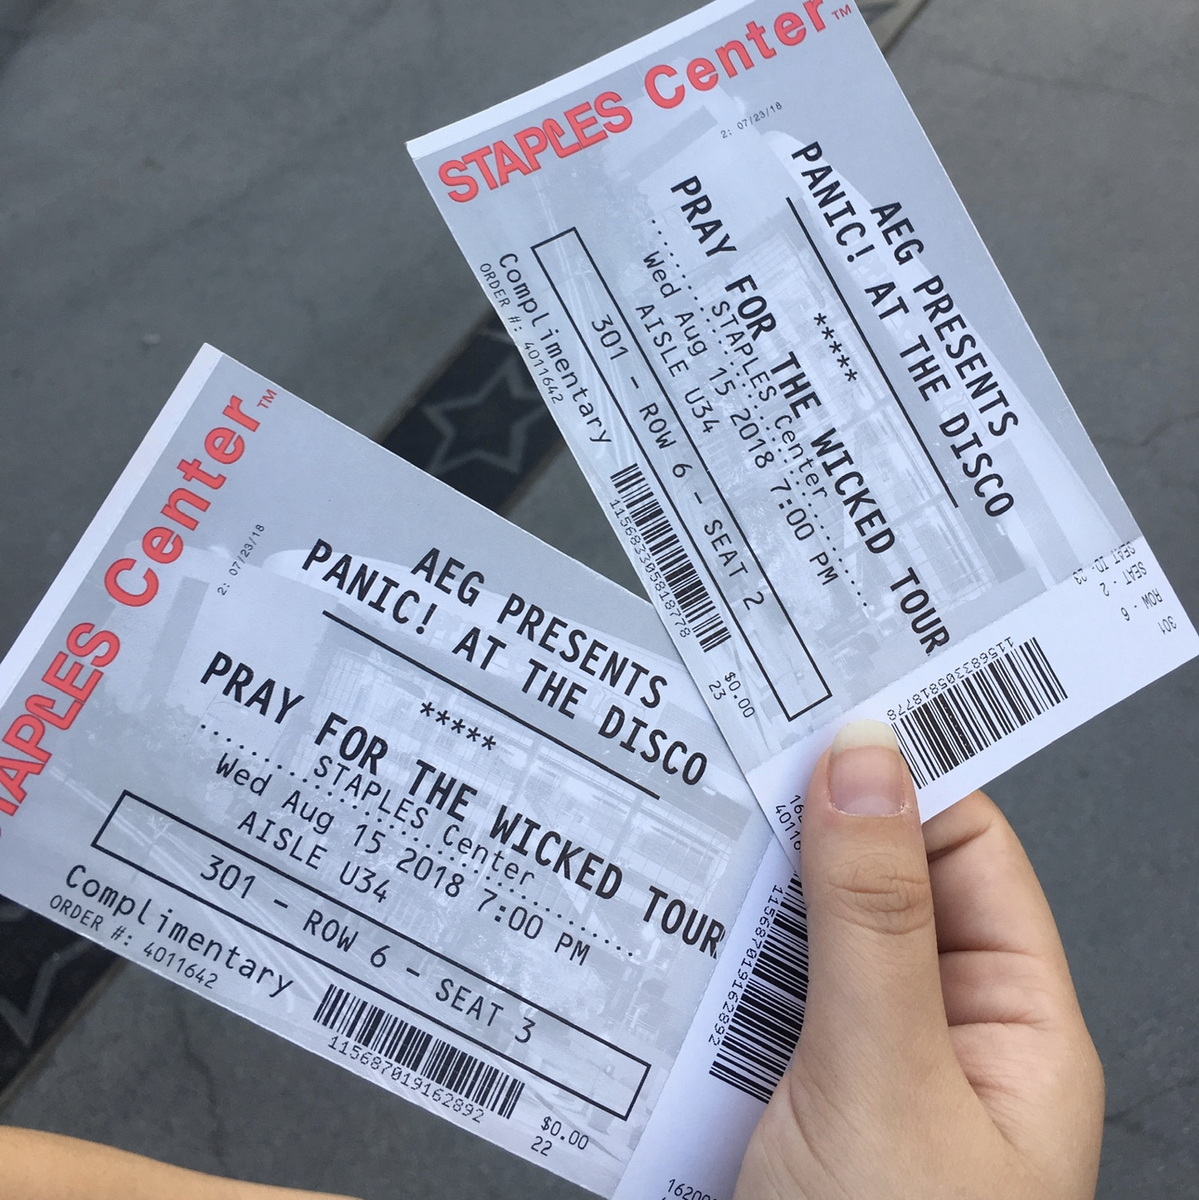 STAPLES Center™
2: 07/23/18
AEG PRESENTS
PANIC! AT THE DISCO
*****
PRAY FOR THE WICKED TOUR
STAPLES Center
Wed Aug 15 2018 7:00 PM
AISLE U34
301 - ROW 6 - SEAT 2
Complimentary
ORDER #: 4011642
115683305818778
$0.00
23
301
ROW - 6
SEAT - 2
SEAT ID: 23
115683305818778
STAPLES Center™
2: 07/23/18
AEG PRESENTS
PANIC! AT THE DISCO
*****
PRAY FOR THE WICKED TOUR
STAPLES Center
Wed Aug 15 2018 7:00 PM
AISLE U34
301 - ROW 6 - SEAT 3
Complimentary
ORDER #: 4011642
115687019162892
$0.00
22
115687019162892